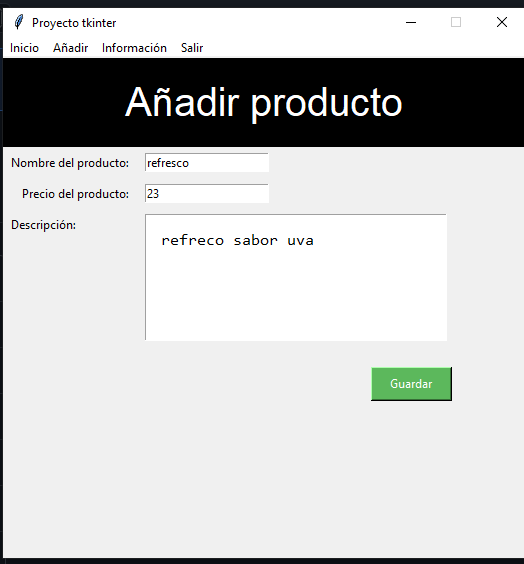 Proyecto tkinter
Inicio Añadir Información Salir
Añadir producto
Nombre del producto: refresco
Precio del producto: 23
Descripción: refreco sabor uva
Guardar